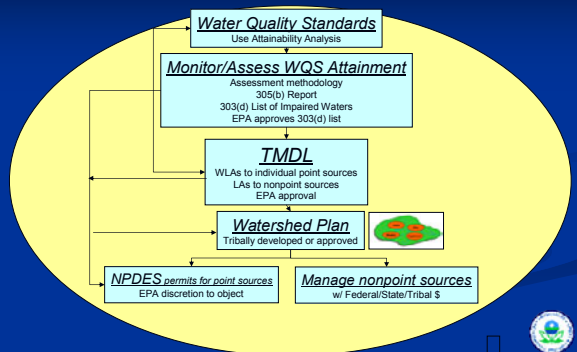 Water Quality Standards
Use Attainability Analysis
Monitor/Assess WQS Attainment
Assessment methodology
305(b) Report
303(d) List of Impaired Waters
EPA approves 303(d) list
TMDL
WLAs to individual point sources
LAs to nonpoint sources
EPA approval
Watershed Plan
Tribally developed or approved
NPDES permits for point sources
EPA discretion to object
Manage nonpoint sources
w/ Federal/State/Tribal $